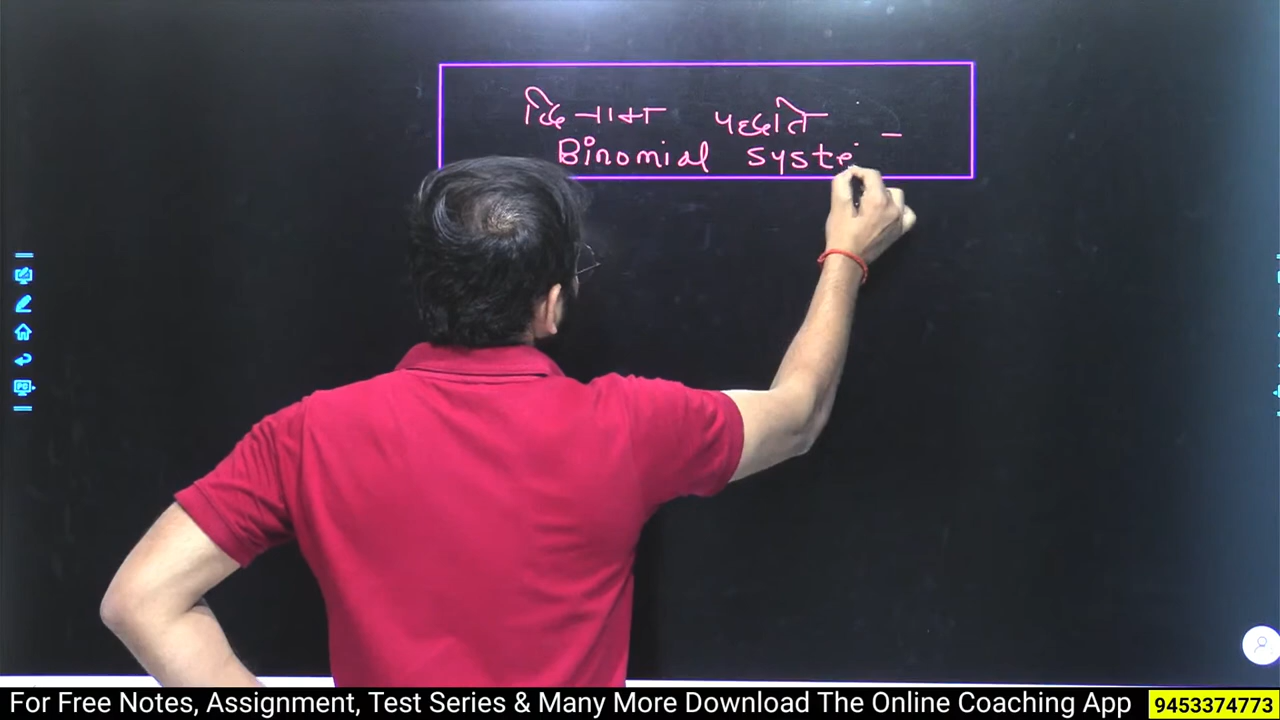 द्वि-नाम पद्धति -
Binomial Syste
For Free Notes, Assignment, Test Series & Many More Download The Online Coaching App 9453374773